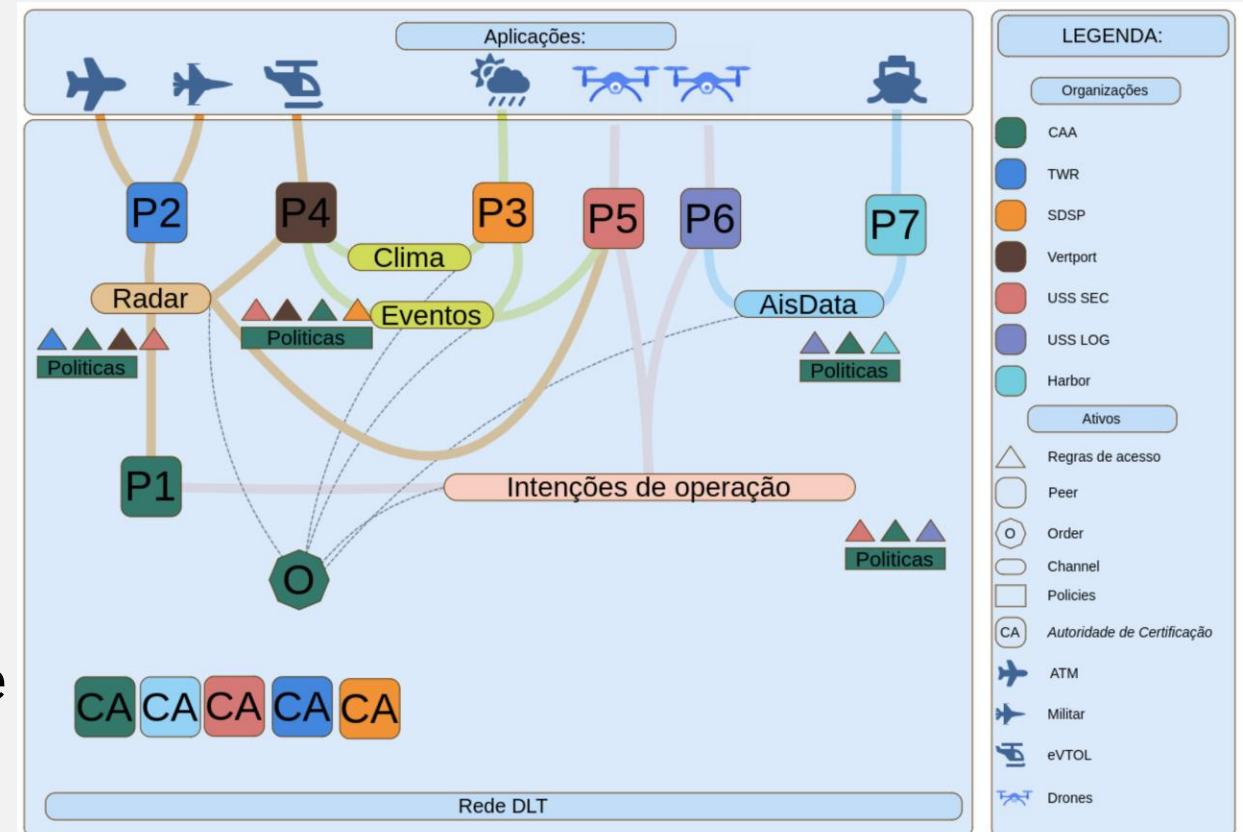 Aplicações:
P2
P4
P3
P5
P6
P7
Clima
Radar
Eventos
AisData
Politicas
Politicas
Politicas
P1
Intenções de operação
Politicas
O
e
CA
CA
CA
CA
CA
Rede DLT
LEGENDA:
Organizações
CAA
TWR
SDSP
Vertport
USS SEC
USS LOG
Harbor
Ativos
Regras de acesso
Peer
O
Order
Channel
Policies
CA
Autoridade de Certificação
ATM
Militar
eVTOL
Drones